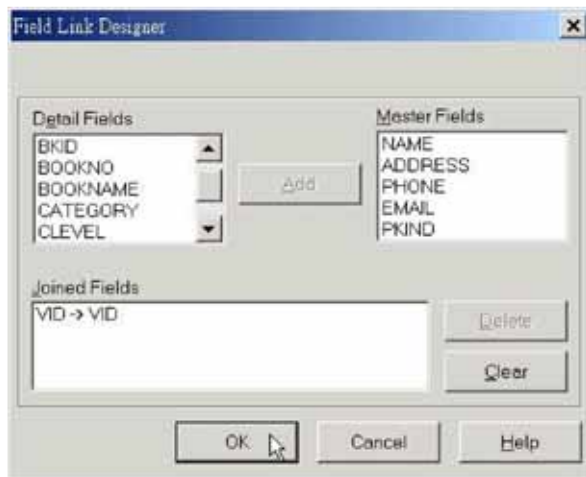 Field Link Designer
Detail Fields
BKID
BOOKNO
BOOKNAME
CATEGORY
CLEVEL
Add
Master Fields
NAME
ADDRESS
PHONE
EMAIL
PKIND
Joined Fields
VID -> VID
Delete
Clear
OK
Cancel
Help